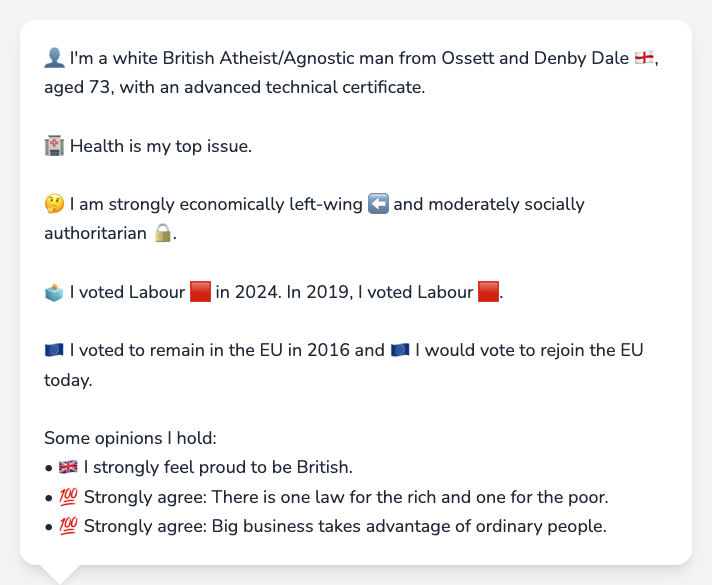 👤 I'm a white British Atheist/Agnostic man from Ossett and Denby Dale 🏴󠁧󠁢󠁥󠁮󠁧󠁿,
aged 73, with an advanced technical certificate.
🏥 Health is my top issue.
🤔 I am strongly economically left-wing ⬅️ and moderately socially
authoritarian 🔒.
🗳️ I voted Labour 🟥 in 2024. In 2019, I voted Labour 🟥.
🇪🇺 I voted to remain in the EU in 2016 and 🇪🇺 I would vote to rejoin the EU
today.
Some opinions I hold:
• 🇬🇧 I strongly feel proud to be British.
• 💯 Strongly agree: There is one law for the rich and one for the poor.
• 💯 Strongly agree: Big business takes advantage of ordinary people.